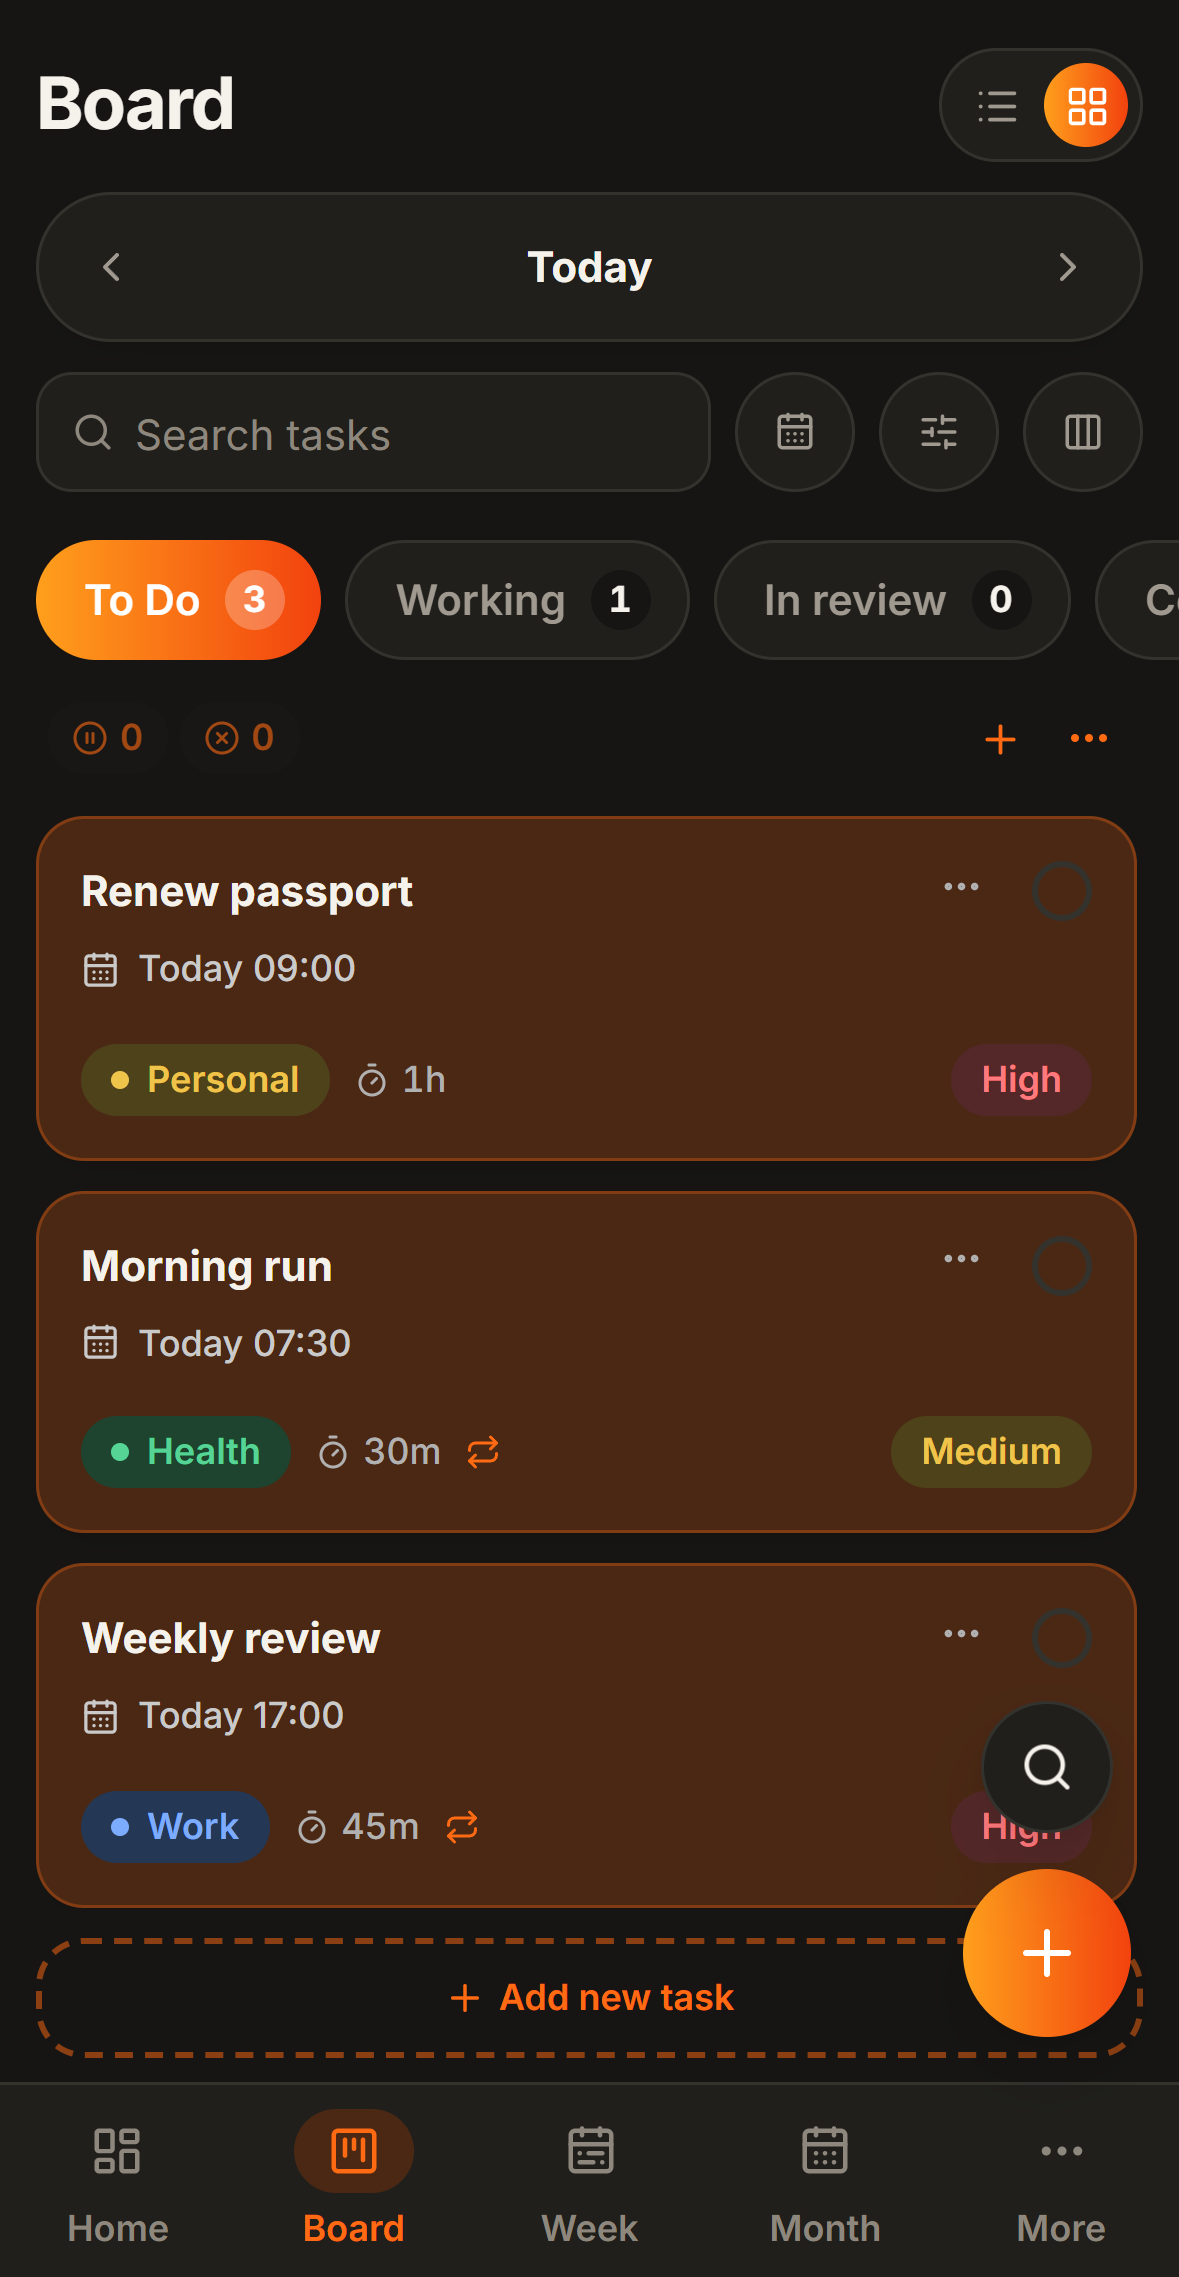 Board
Today
Search tasks
To Do 3
Working 1
In review 0
0 0
Renew passport
Today 09:00
Personal 1h High
Morning run
Today 07:30
Health 30m Medium
Weekly review
Today 17:00
Work 45m High
Add new task
Home Board Week Month More